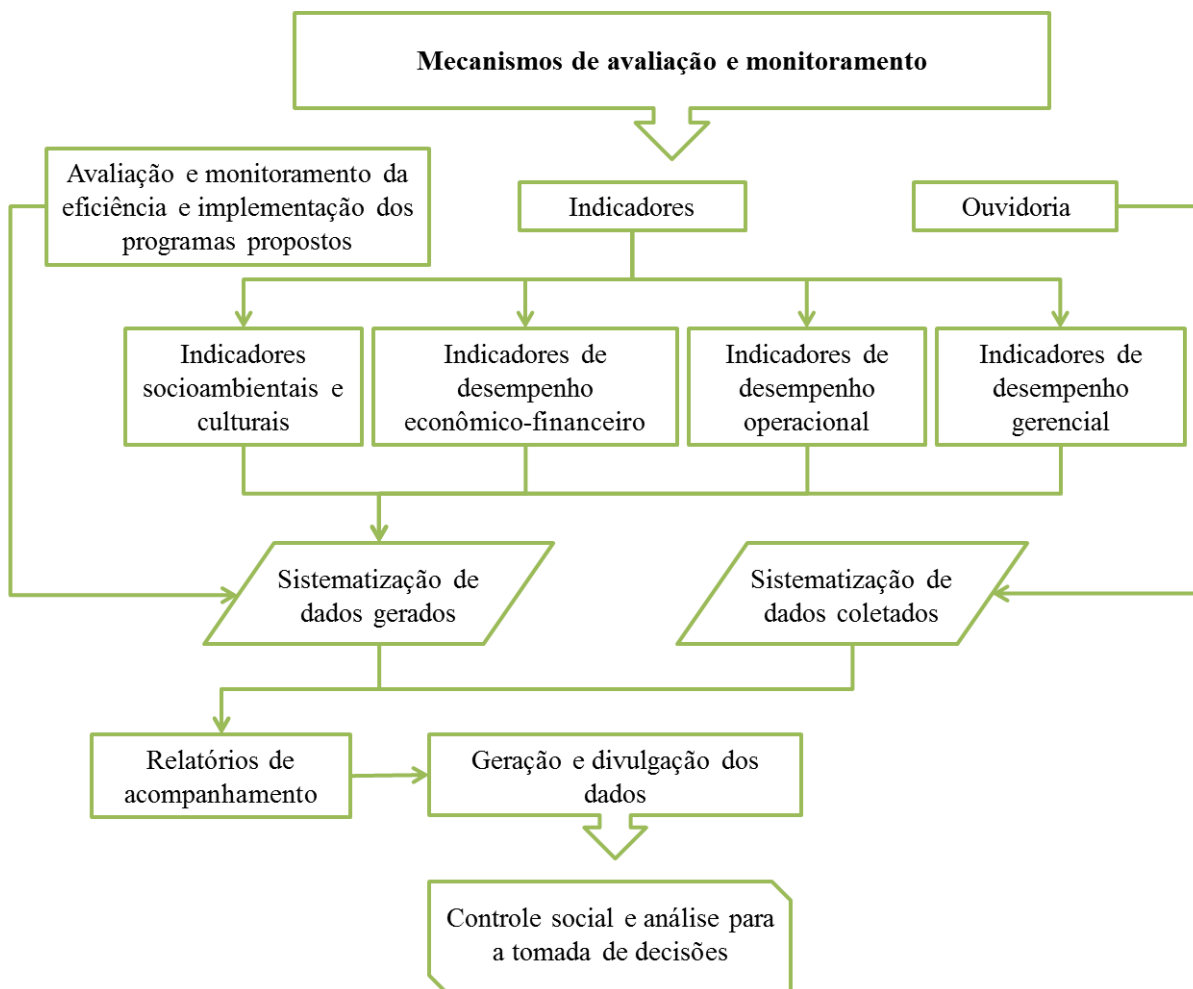 Mecanismos de avaliação e monitoramento
Avaliação e monitoramento da
eficiência e implementação dos
programas propostos
Indicadores
Ouvidoria
Indicadores
socioambientais e
culturais
Indicadores de
desempenho
econômico-financeiro
Indicadores de
desempenho
operacional
Indicadores de
desempenho
gerencial
Sistematização de
dados gerados
Sistematização de
dados coletados
Relatórios de
acompanhamento
Geração e divulgação dos
dados
Controle social e análise para
a tomada de decisões